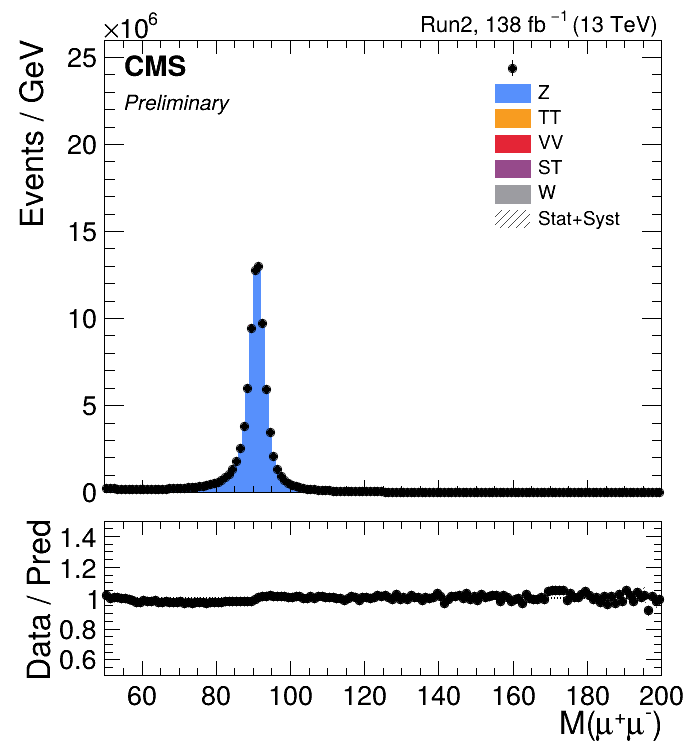 ×10⁶
Run2, 138 fb⁻¹ (13 TeV)
Events / GeV
25
20
15
10
5
0
CMS
Preliminary
Z
TT
VV
ST
W
Stat+Syst
Data / Pred
1.4
1.2
1
0.8
0.6
60 80 100 120 140 160 180 200
M(μ⁺μ⁻)